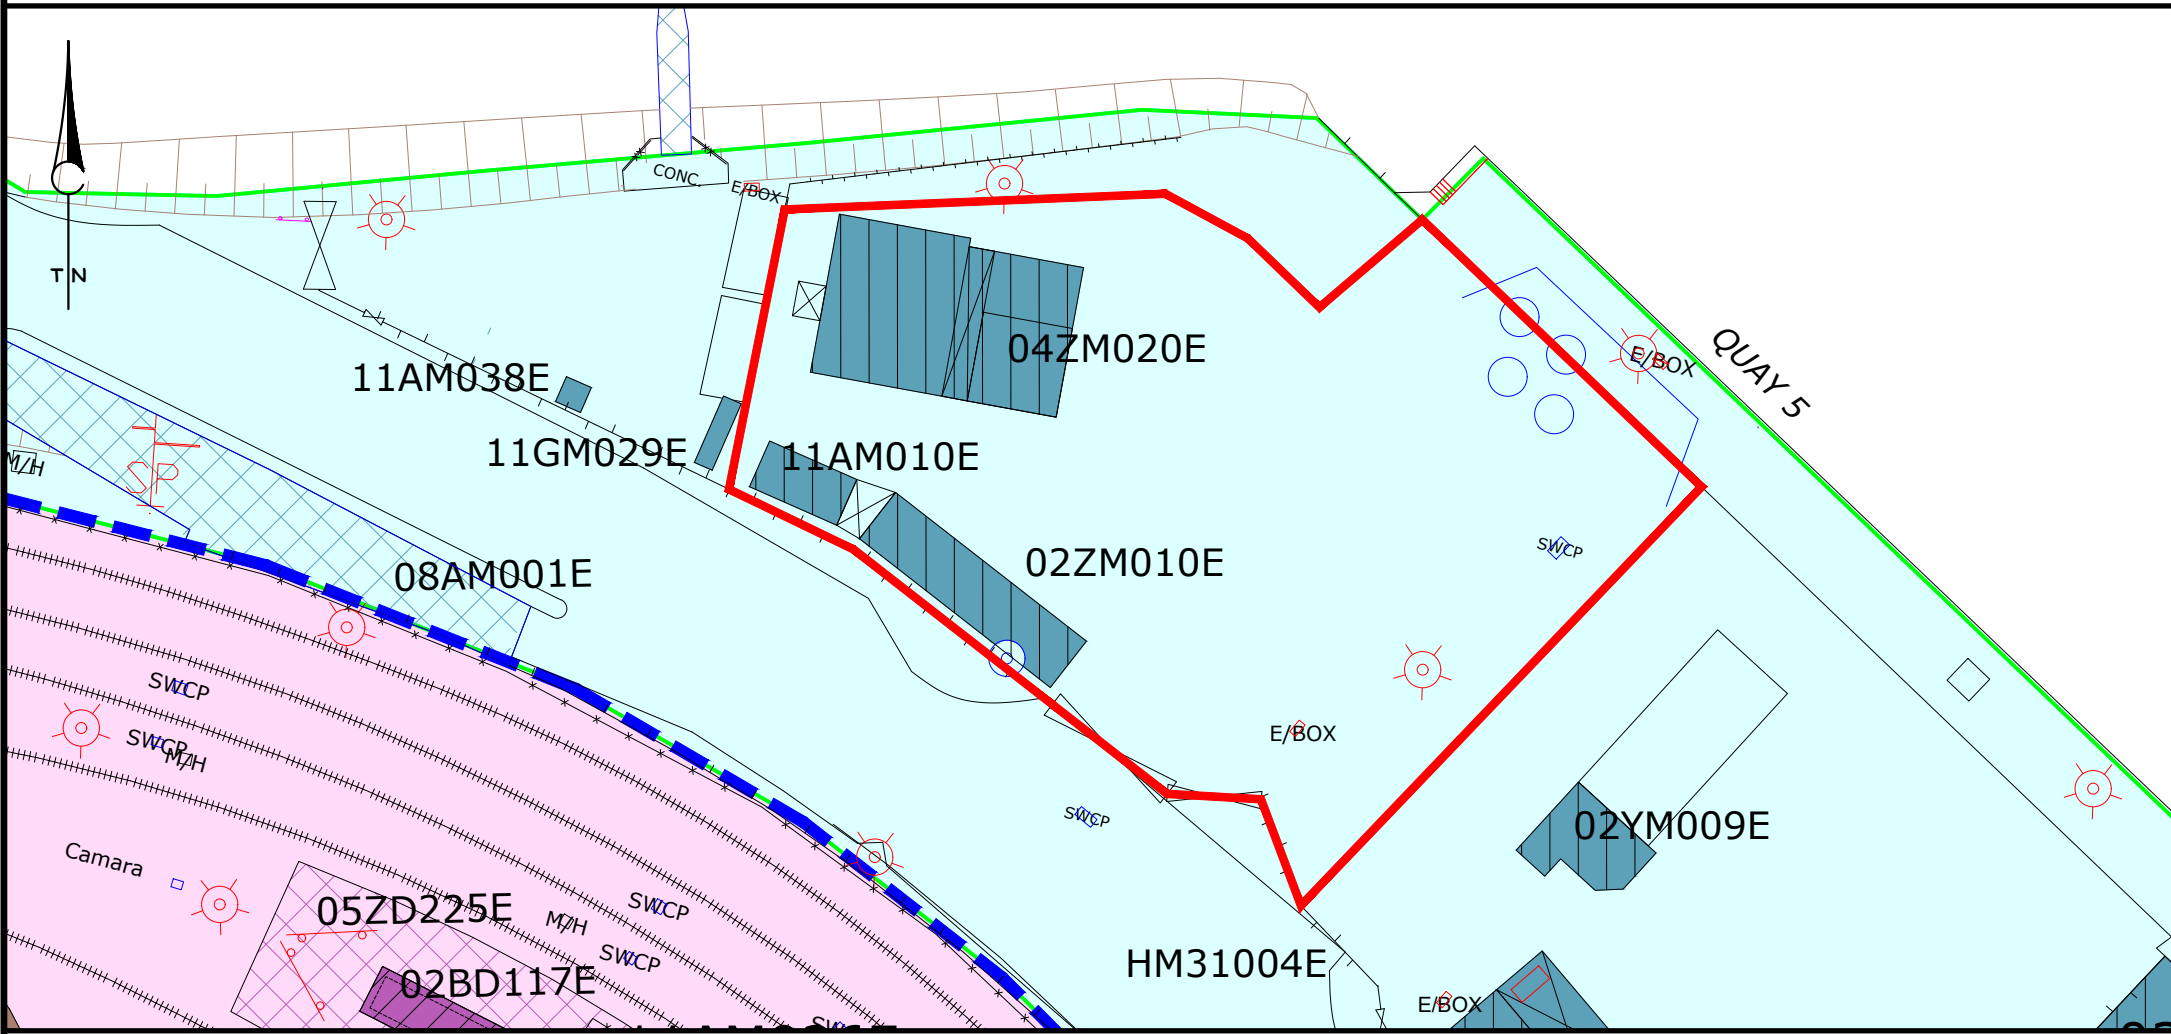 CONC.
E/BOX
T N
QUAY 5
E/BOX
04ZM020E
11AM038E
11GM029E
11AM010E
M/H
SP
SWCP
02ZM010E
08AM001E
SWCP
E/BOX
SWCP
M/H
SWCP
02YM009E
Camara
05ZD225E
SWCP
M/H
SWCP
HM31004E
02BD117E
E/BOX